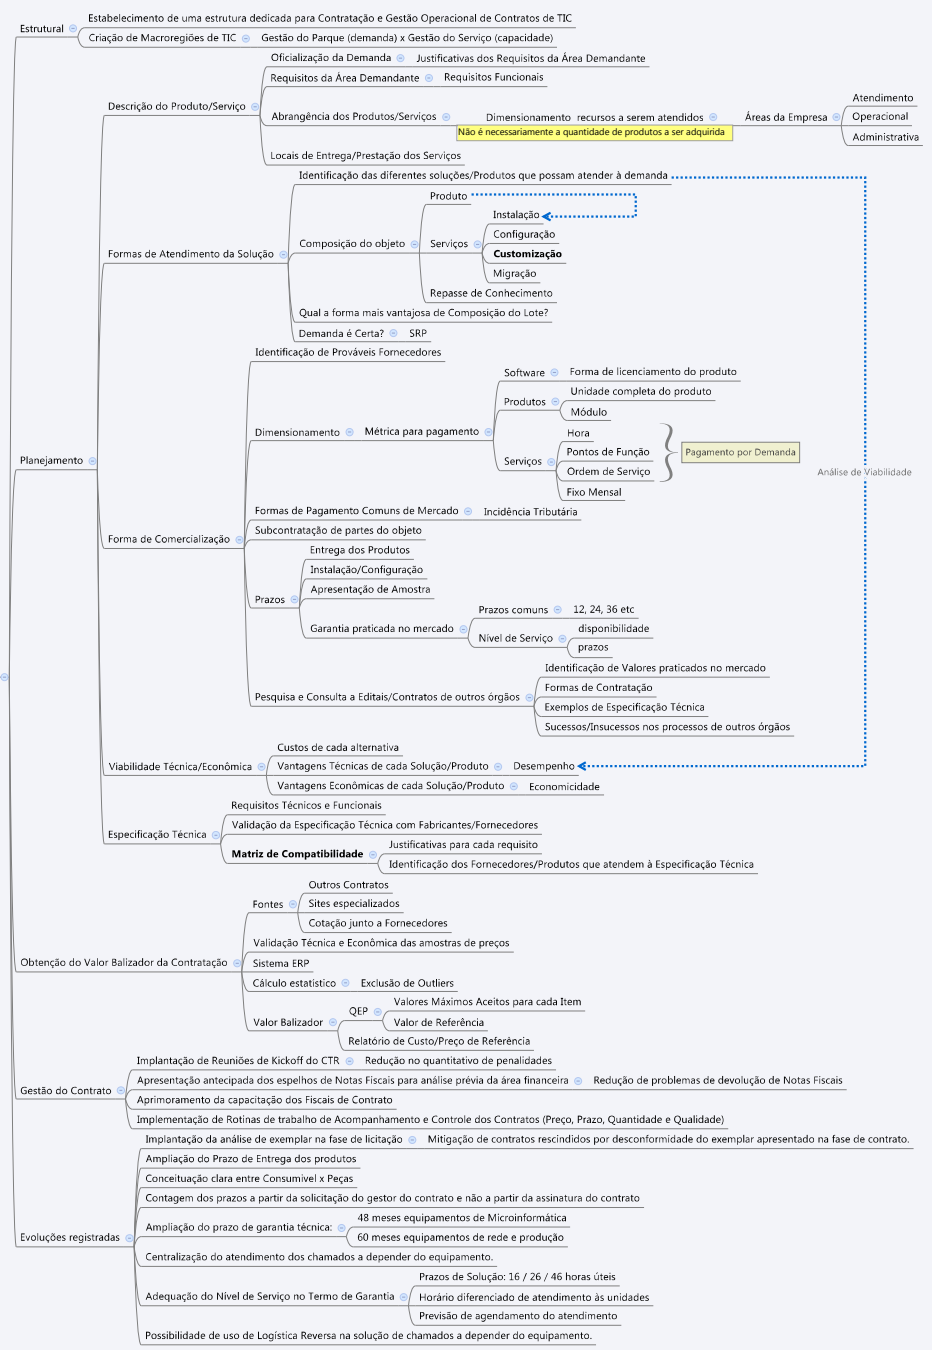 Estrutural
Estabelecimento de uma estrutura dedicada para Contratação e Gestão Operacional de Contratos de TIC
Criação de Macroregiões de TIC
Gestão do Parque (demanda) x Gestão do Serviço (capacidade)
Planejamento
Descrição do Produto/Serviço
Oficialização da Demanda
Justificativas dos Requisitos da Área Demandante
Requisitos da Área Demandante
Requisitos Funcionais
Abrangência dos Produtos/Serviços
Dimensionamento recursos a serem atendidos
Não é necessariamente a quantidade de produtos a ser adquirida
Áreas da Empresa
Atendimento
Operacional
Administrativa
Locais de Entrega/Prestação dos Serviços
Formas de Atendimento da Solução
Identificação das diferentes soluções/Produtos que possam atender à demanda
Composição do objeto
Produto
Serviços
Instalação
Configuração
Customização
Migração
Repasse de Conhecimento
Qual a forma mais vantajosa de Composição do Lote?
Demanda é Certa?
SRP
Forma de Comercialização
Identificação de Prováveis Fornecedores
Dimensionamento
Métrica para pagamento
Software
Forma de licenciamento do produto
Produtos
Unidade completa do produto
Módulo
Serviços
Hora
Pontos de Função
Ordem de Serviço
Fixo Mensal
Pagamento por Demanda
Análise de Viabilidade
Formas de Pagamento Comuns de Mercado
Incidência Tributária
Subcontratação de partes do objeto
Prazos
Entrega dos Produtos
Instalação/Configuração
Apresentação de Amostra
Garantia praticada no mercado
Prazos comuns
12, 24, 36 etc
Nível de Serviço
disponibilidade
prazos
Pesquisa e Consulta a Editais/Contratos de outros órgãos
Identificação de Valores praticados no mercado
Formas de Contratação
Exemplos de Especificação Técnica
Sucessos/Insucessos nos processos de outros órgãos
Viabilidade Técnica/Econômica
Custos de cada alternativa
Vantagens Técnicas de cada Solução/Produto
Desempenho
Vantagens Econômicas de cada Solução/Produto
Economicidade
Especificação Técnica
Requisitos Técnicos e Funcionais
Validação da Especificação Técnica com Fabricantes/Fornecedores
Matriz de Compatibilidade
Justificativas para cada requisito
Identificação dos Fornecedores/Produtos que atendem à Especificação Técnica
Obtenção do Valor Balizador da Contratação
Fontes
Outros Contratos
Sites especializados
Cotação junto a Fornecedores
Validação Técnica e Econômica das amostras de preços
Sistema ERP
Cálculo estatístico
Exclusão de Outliers
Valor Balizador
QEP
Valores Máximos Aceitos para cada Item
Valor de Referência
Relatório de Custo/Preço de Referência
Gestão do Contrato
Implantação de Reuniões de Kickoff do CTR
Redução no quantitativo de penalidades
Apresentação antecipada dos espelhos de Notas Fiscais para análise prévia da área financeira
Redução de problemas de devolução de Notas Fiscais
Aprimoramento da capacitação dos Fiscais de Contrato
Implementação de Rotinas de trabalho de Acompanhamento e Controle dos Contratos (Preço, Prazo, Quantidade e Qualidade)
Evoluções registradas
Implantação da análise de exemplar na fase de licitação
Mitigação de contratos rescindidos por desconformidade do exemplar apresentado na fase de contrato.
Ampliação do Prazo de Entrega dos produtos
Conceituação clara entre Consumivel x Peças
Contagem dos prazos a partir da solicitação do gestor do contrato e não a partir da assinatura do contrato
Ampliação do prazo de garantia técnica:
48 meses equipamentos de Microinformática
60 meses equipamentos de rede e produção
Centralização do atendimento dos chamados a depender do equipamento.
Adequação do Nível de Serviço no Termo de Garantia
Prazos de Solução: 16 / 26 / 46 horas úteis
Horário diferenciado de atendimento às unidades
Previsão de agendamento do atendimento
Possibilidade de uso de Logística Reversa na solução de chamados a depender do equipamento.